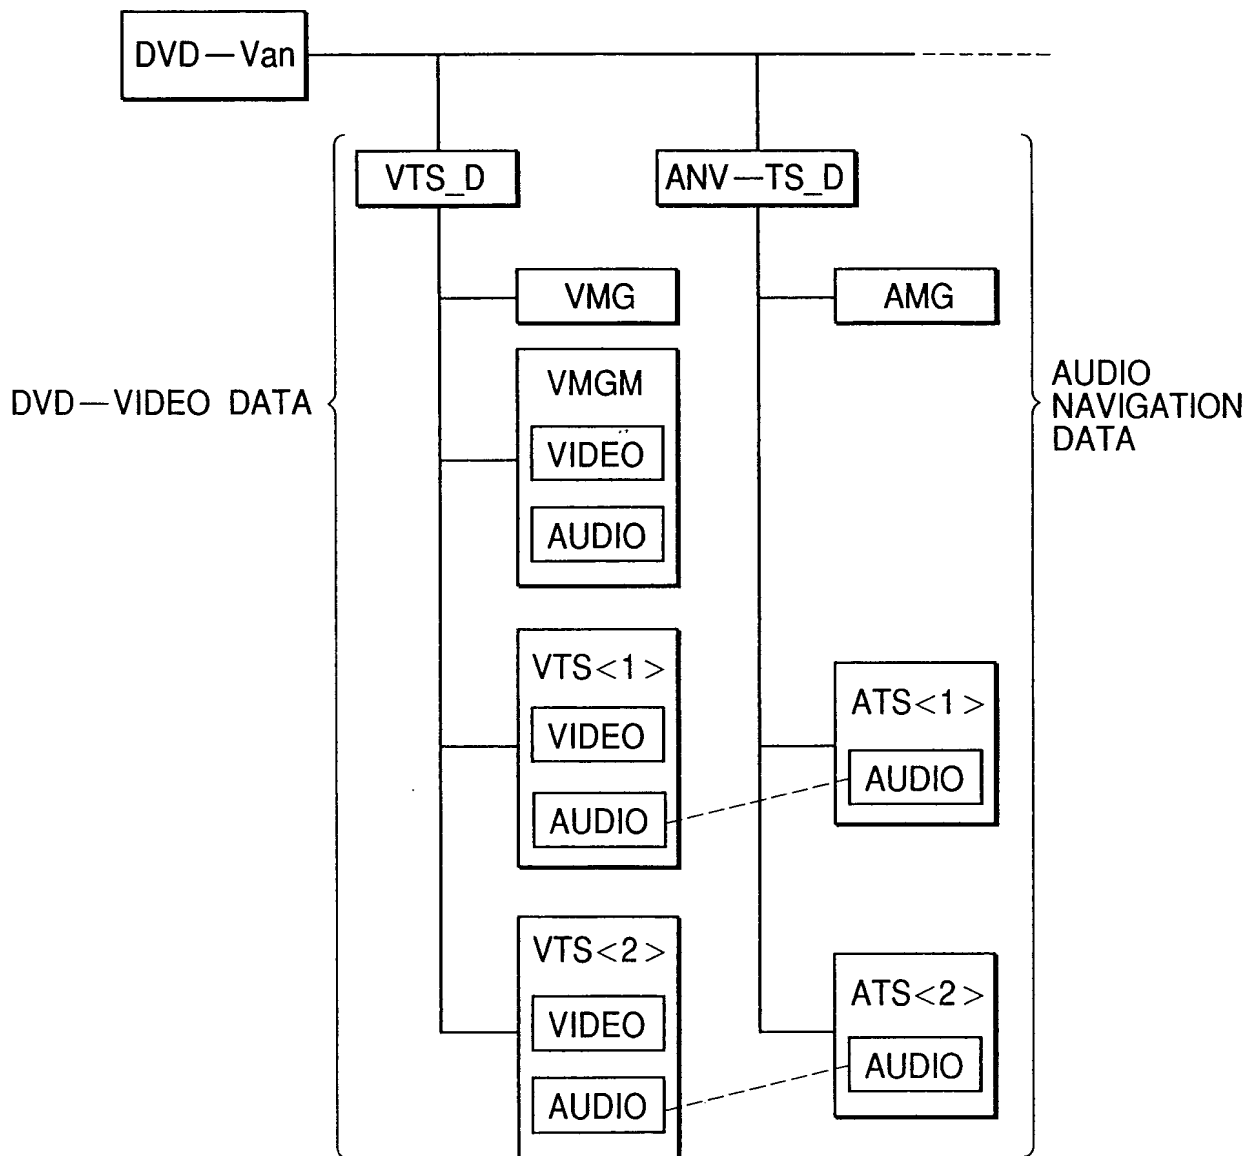 DVD—Van
VTS_D
ANV—TS_D
VMG
AMG
VMGM
VIDEO
AUDIO
DVD—VIDEO DATA
AUDIO
NAVIGATION
DATA
VTS<1>
VIDEO
AUDIO
ATS<1>
AUDIO
VTS<2>
VIDEO
AUDIO
ATS<2>
AUDIO